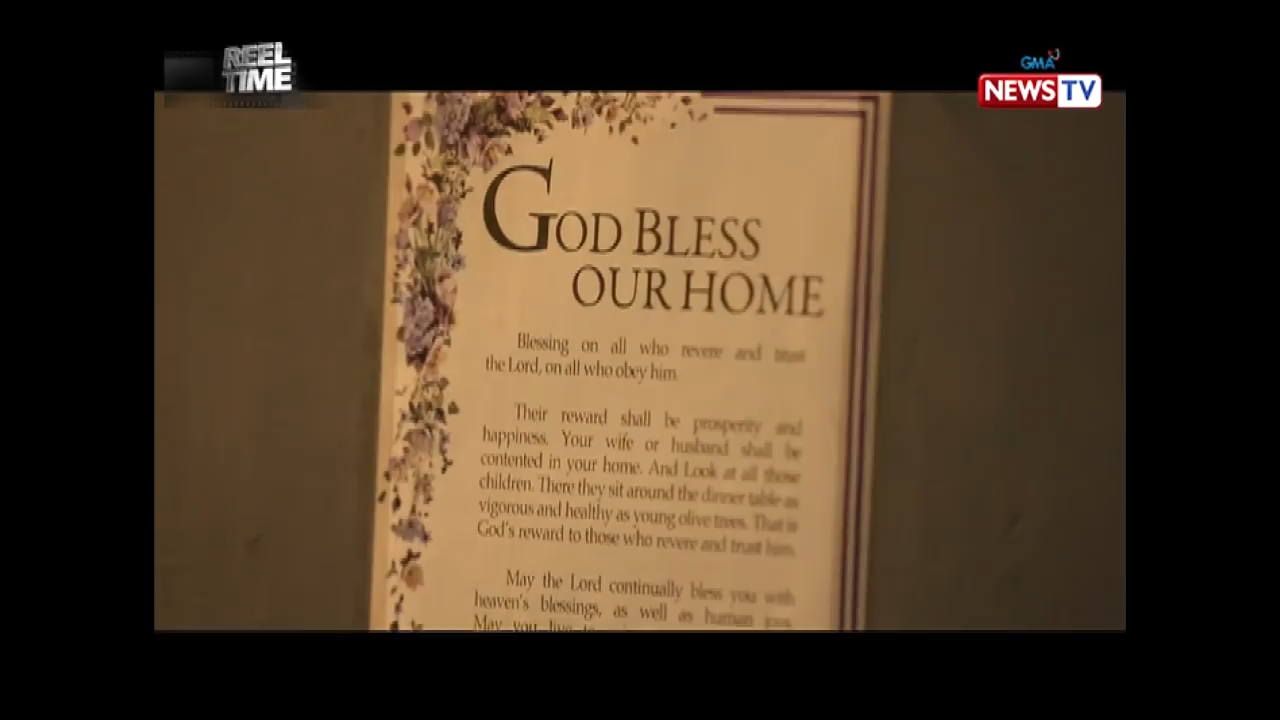 REEL
TIME
GMA
NEWS TV
GOD BLESS
OUR HOME
Blessing on all who revere and trust
the Lord, on all who obey him.
Their reward shall be prosperity and
happiness. Your wife or husband shall be
contented in your home. And Look at all those
children. There they sit around the dinner table as
vigorous and healthy as young olive trees. That is
God's reward to those who revere and trust him.
May the Lord continually bless you with
heaven's blessings, as well as human joys.
May you live